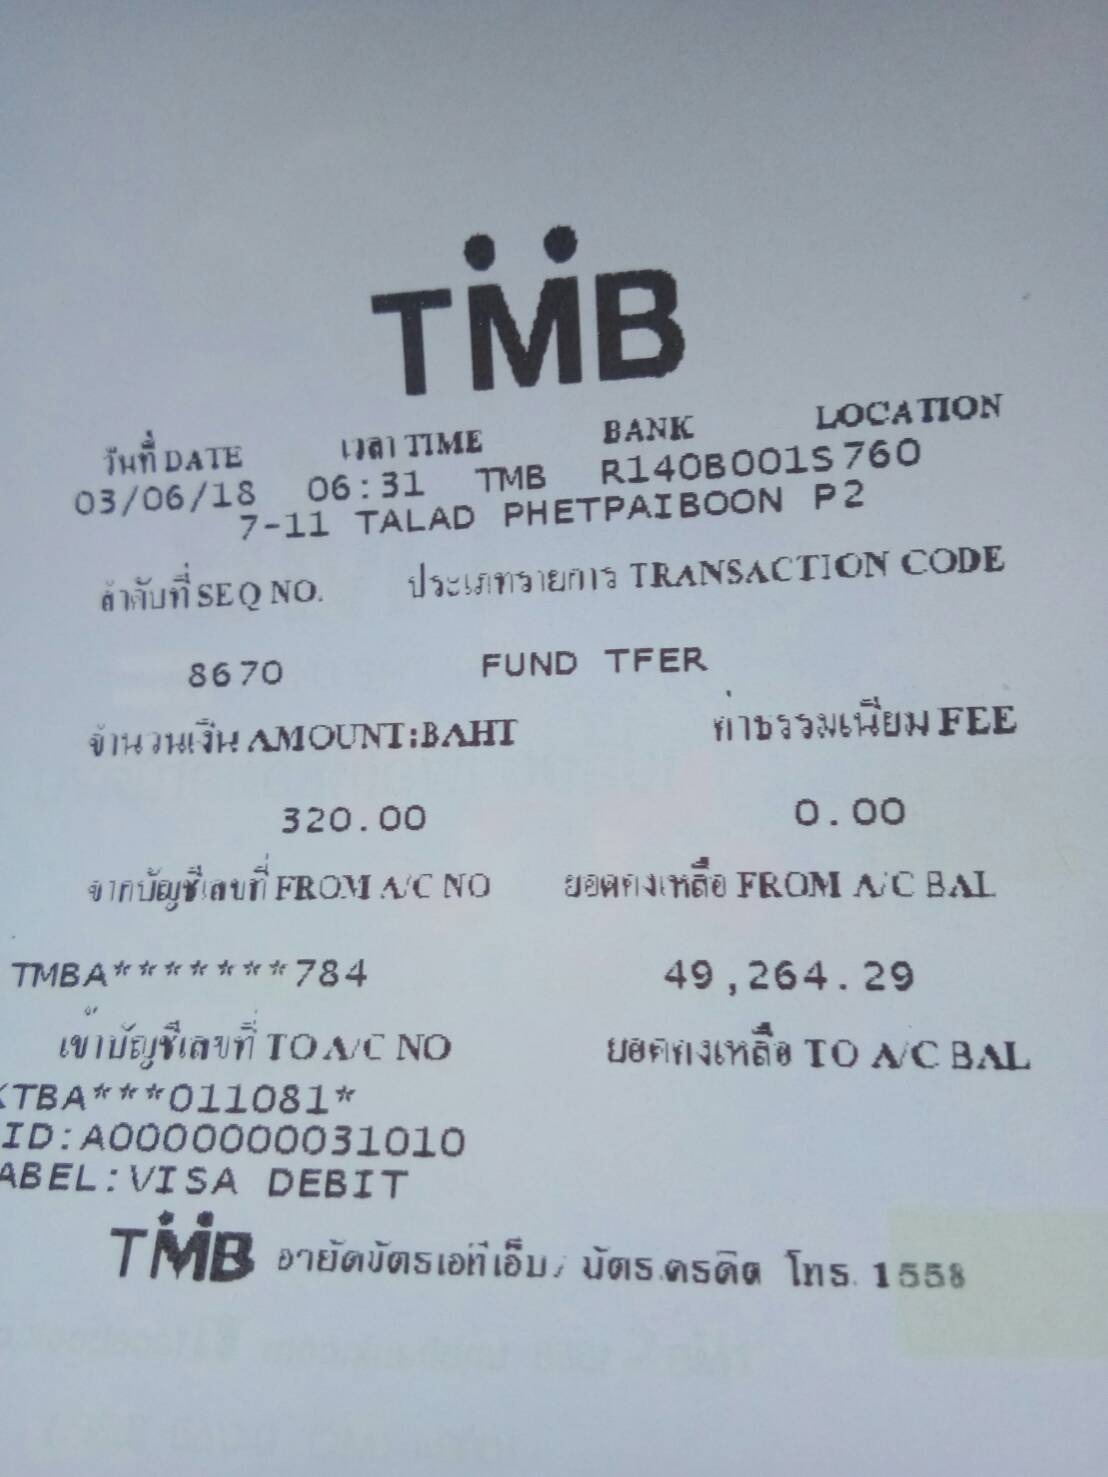 TMB
วันที่ DATE เวลา TIME BANK LOCATION
03/06/18 06:31 TMB R140B001S760
7-11 TALAD PHETPAIBOON P2
ลำดับที่ SEQ NO. ประเภทรายการ TRANSACTION CODE
8670 FUND TFER
จำนวนเงิน AMOUNT:BAHT ค่าธรรมเนียม FEE
320.00 0.00
จากบัญชีเลขที่ FROM A/C NO ยอดคงเหลือ FROM A/C BAL
TMBA*******784 49,264.29
เข้าบัญชีเลขที่ TO A/C NO ยอดคงเหลือ TO A/C BAL
KTBA***011081*
ID:A0000000031010
ABEL:VISA DEBIT
TMB อายัดบัตรเอทีเอ็ม/บัตรเครดิต โทร. 1558